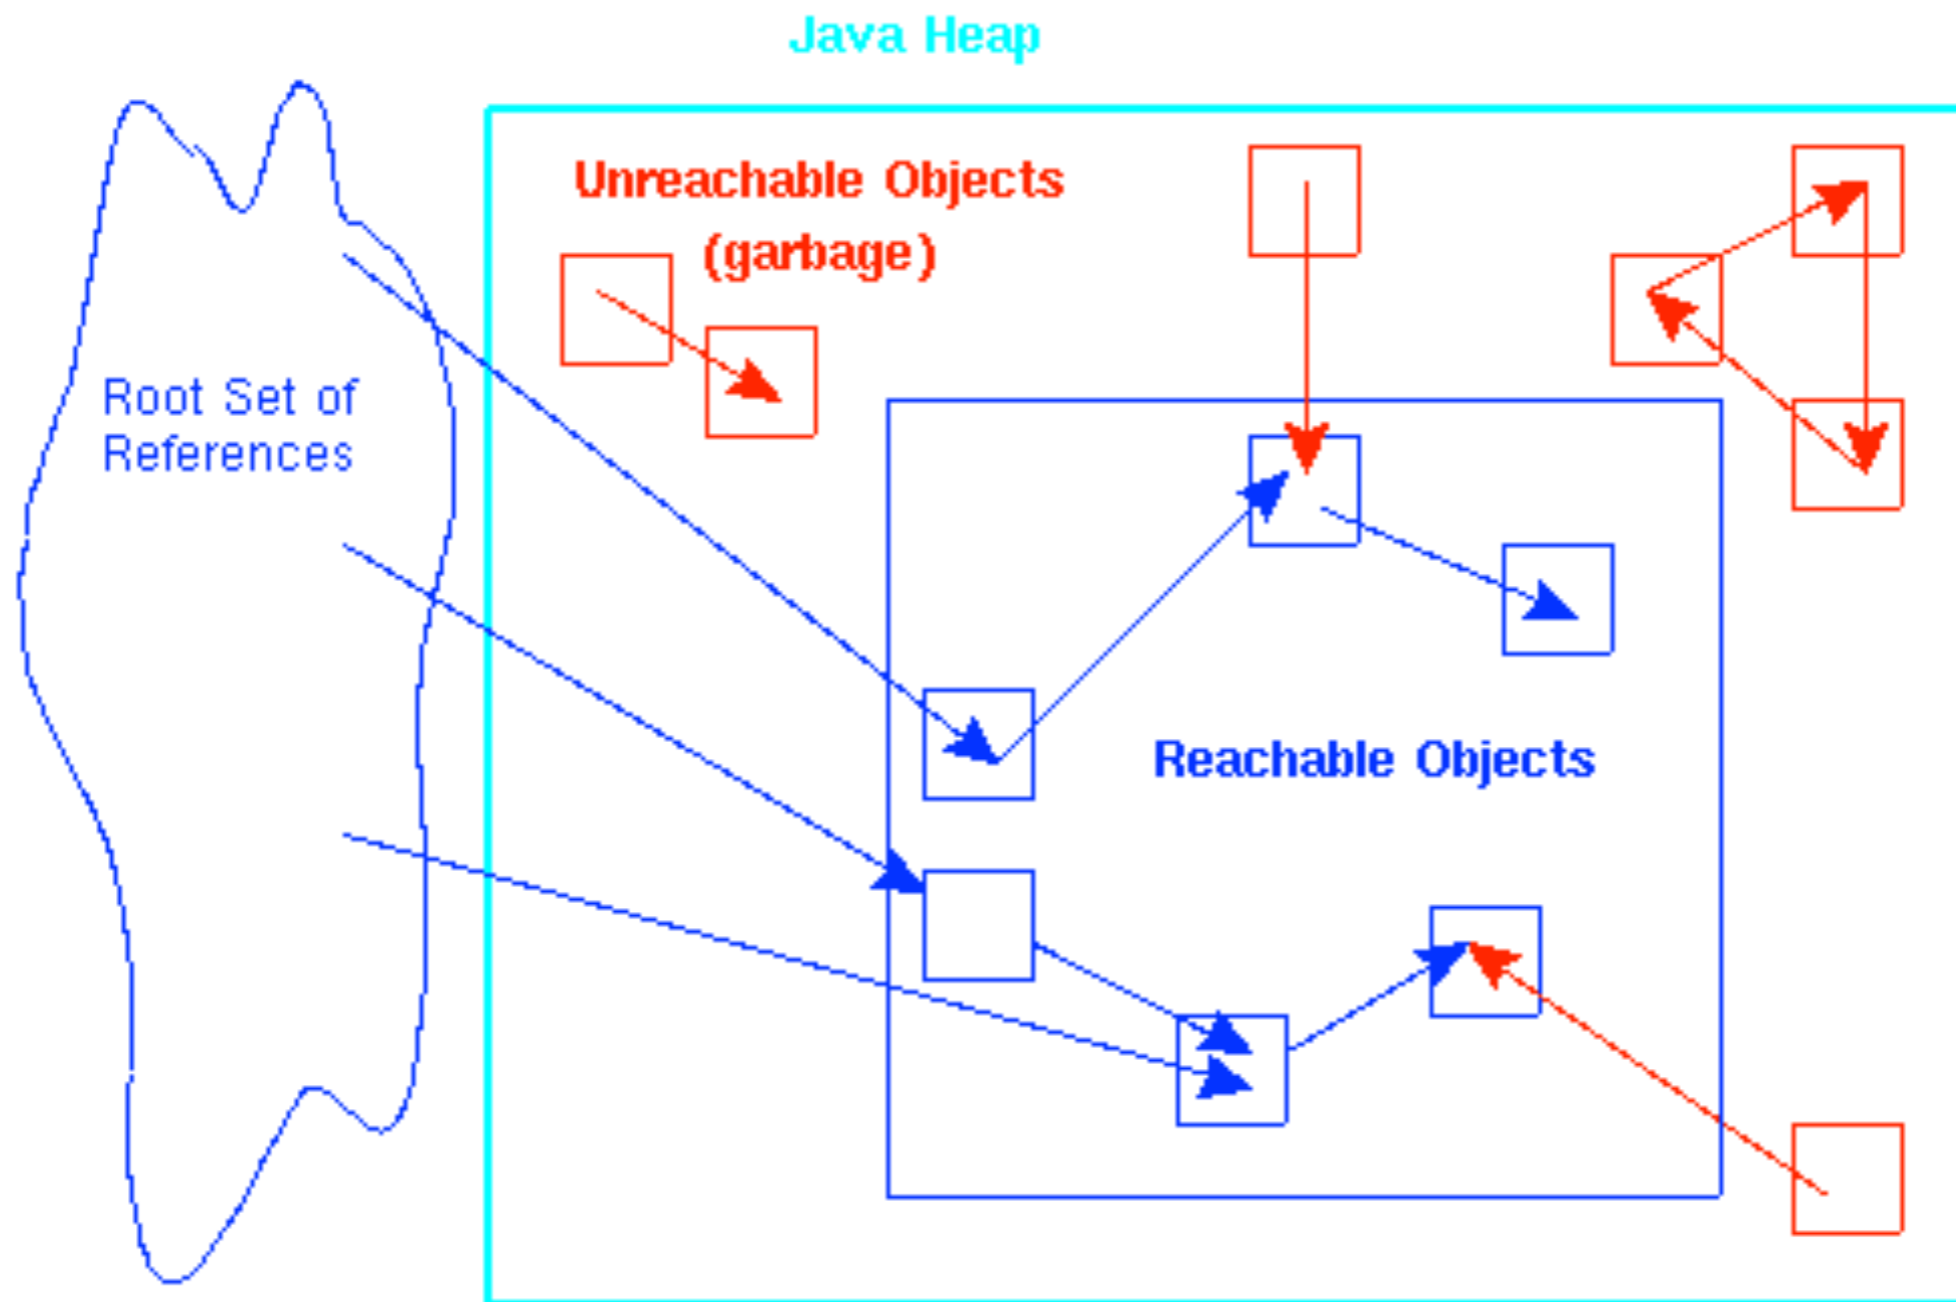 Java Heap
Unreachable Objects
(garbage)
Root Set of
References
Reachable Objects